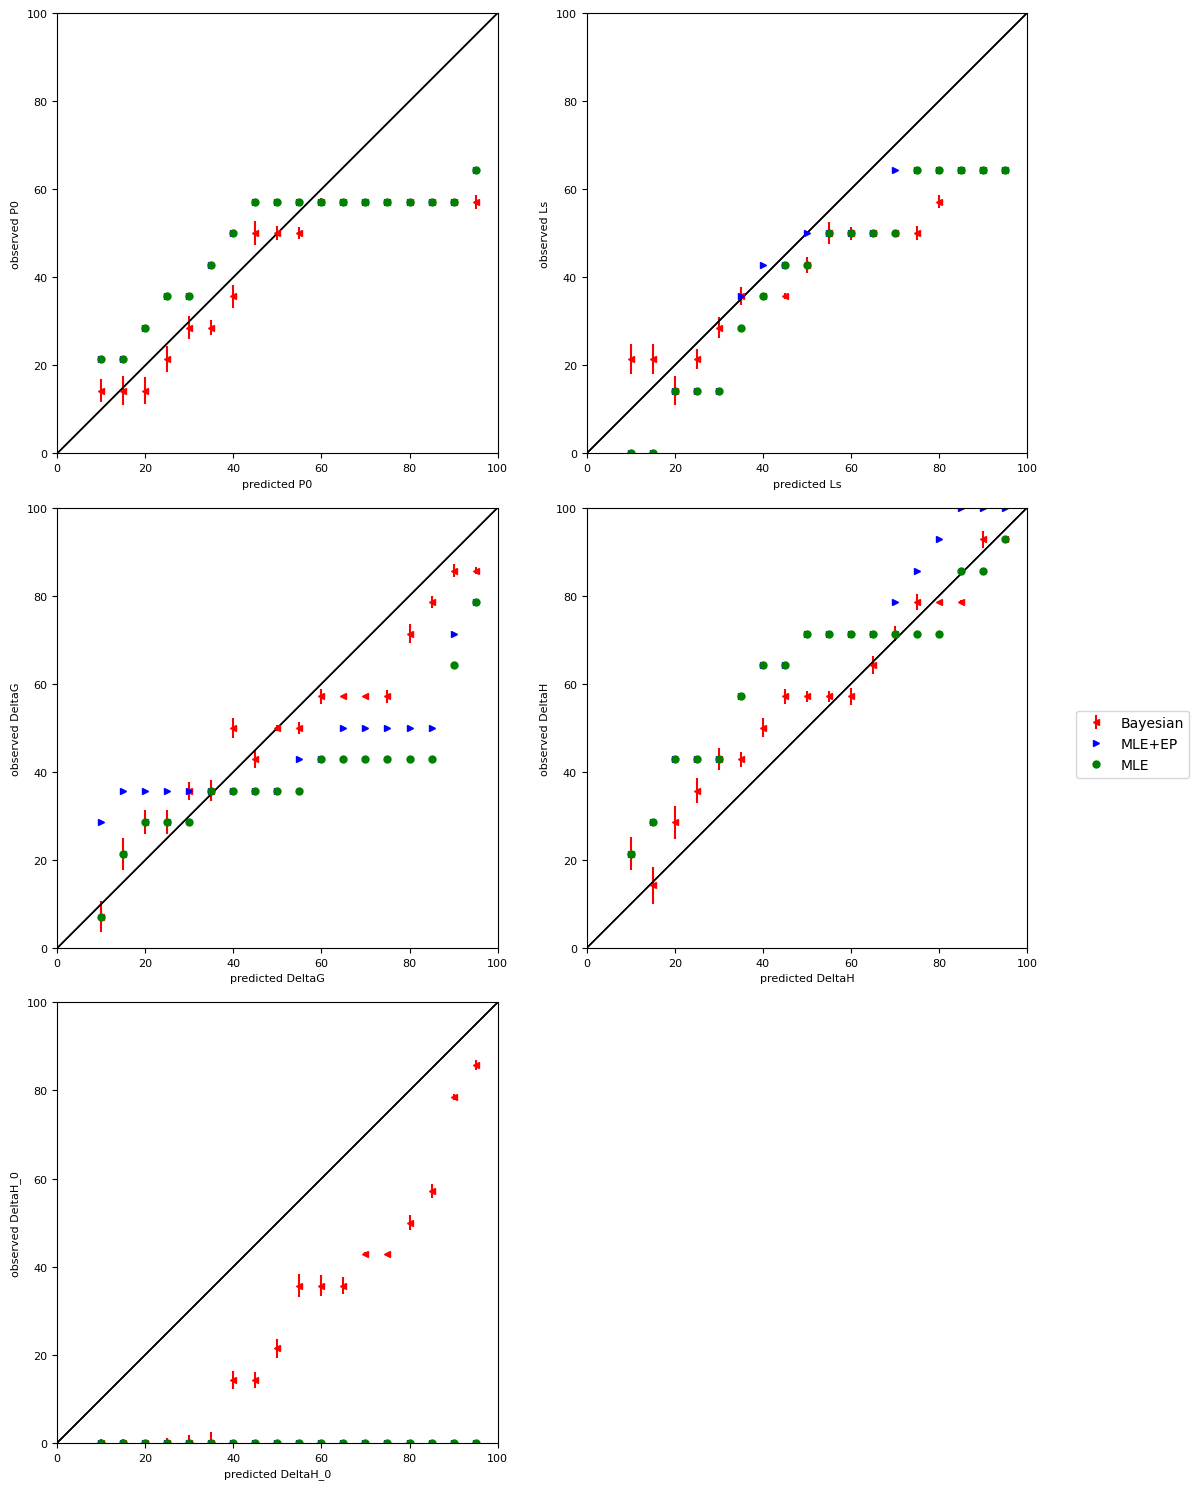 100
80
60
40
20
0
observed P0
0 20 40 60 80 100
predicted P0
100
80
60
40
20
0
observed Ls
0 20 40 60 80 100
predicted Ls
100
80
60
40
20
0
observed DeltaG
0 20 40 60 80 100
predicted DeltaG
100
80
60
40
20
0
observed DeltaH
0 20 40 60 80 100
predicted DeltaH
Bayesian
MLE+EP
MLE
100
80
60
40
20
0
observed DeltaH_0
0 20 40 60 80 100
predicted DeltaH_0